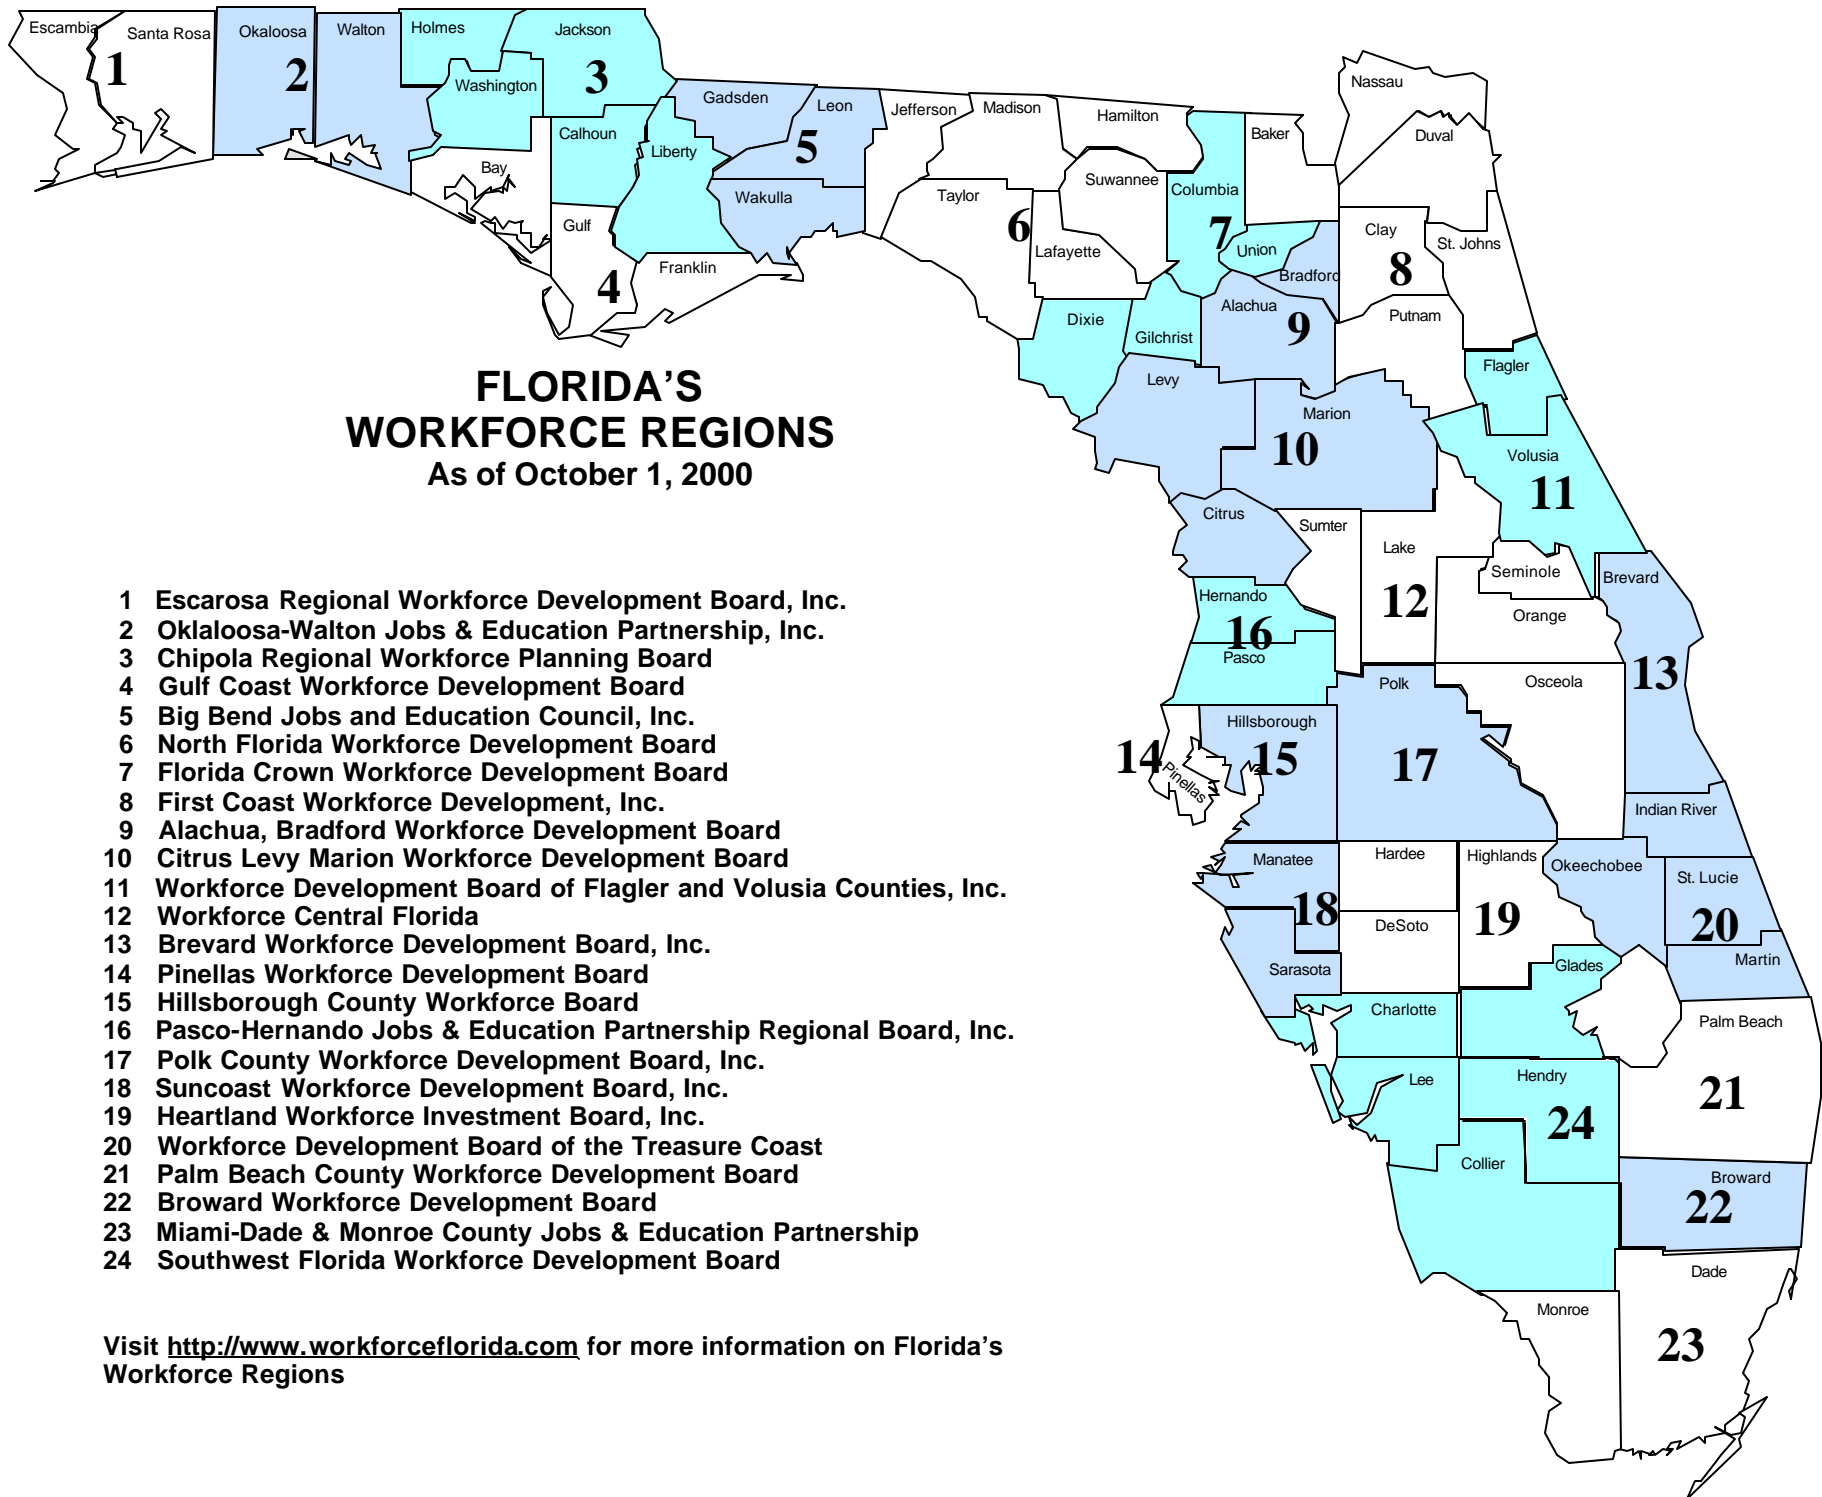 Escambia
Santa Rosa
Okaloosa
Walton
Holmes
Jackson
1
2
3
Washington
Gadsden
Leon
Jefferson
Madison
Hamilton
Baker
Nassau
Duval
Calhoun
Liberty
5
Bay
Wakulla
Taylor
Suwannee
Columbia
6
7
Gulf
Franklin
4
Lafayette
Union
Bradford
Clay
St. Johns
8
Dixie
Gilchrist
Alachua
9
Putnam
Levy
Flagler
Marion
10
Volusia
11
Citrus
Sumter
Lake
Seminole
Brevard
Hernando
12
Orange
16
Pasco
Polk
Osceola
13
Hillsborough
14
Pinellas
15
17
Indian River
Manatee
Hardee
Highlands
Okeechobee
St. Lucie
18
DeSoto
19
20
Sarasota
Glades
Martin
Charlotte
Palm Beach
Lee
Hendry
21
24
Collier
Broward
22
Dade
Monroe
23
FLORIDA'S
WORKFORCE REGIONS
As of October 1, 2000
1 Escarosa Regional Workforce Development Board, Inc.
2 Oklaloosa-Walton Jobs & Education Partnership, Inc.
3 Chipola Regional Workforce Planning Board
4 Gulf Coast Workforce Development Board
5 Big Bend Jobs and Education Council, Inc.
6 North Florida Workforce Development Board
7 Florida Crown Workforce Development Board
8 First Coast Workforce Development, Inc.
9 Alachua, Bradford Workforce Development Board
10 Citrus Levy Marion Workforce Development Board
11 Workforce Development Board of Flagler and Volusia Counties, Inc.
12 Workforce Central Florida
13 Brevard Workforce Development Board, Inc.
14 Pinellas Workforce Development Board
15 Hillsborough County Workforce Board
16 Pasco-Hernando Jobs & Education Partnership Regional Board, Inc.
17 Polk County Workforce Development Board, Inc.
18 Suncoast Workforce Development Board, Inc.
19 Heartland Workforce Investment Board, Inc.
20 Workforce Development Board of the Treasure Coast
21 Palm Beach County Workforce Development Board
22 Broward Workforce Development Board
23 Miami-Dade & Monroe County Jobs & Education Partnership
24 Southwest Florida Workforce Development Board
Visit http://www.workforceflorida.com for more information on Florida's
Workforce Regions